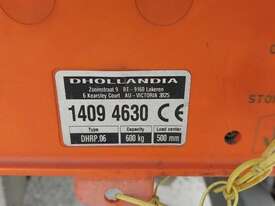 DHOLLANDIA
Zoomstraat 9 BE - 9160 Lokeren
6 Kearsley Court AU - VICTORIA 3825
1409 4630 CE
Type Capacity Load center
DHRP.06 600 kg 500 mm
STO